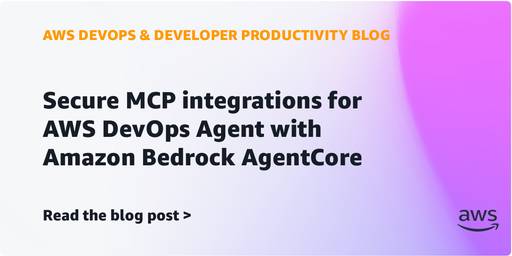 AWS DEVOPS & DEVELOPER PRODUCTIVITY BLOG
Secure MCP integrations for
AWS DevOps Agent with
Amazon Bedrock AgentCore
Read the blog post >
aws